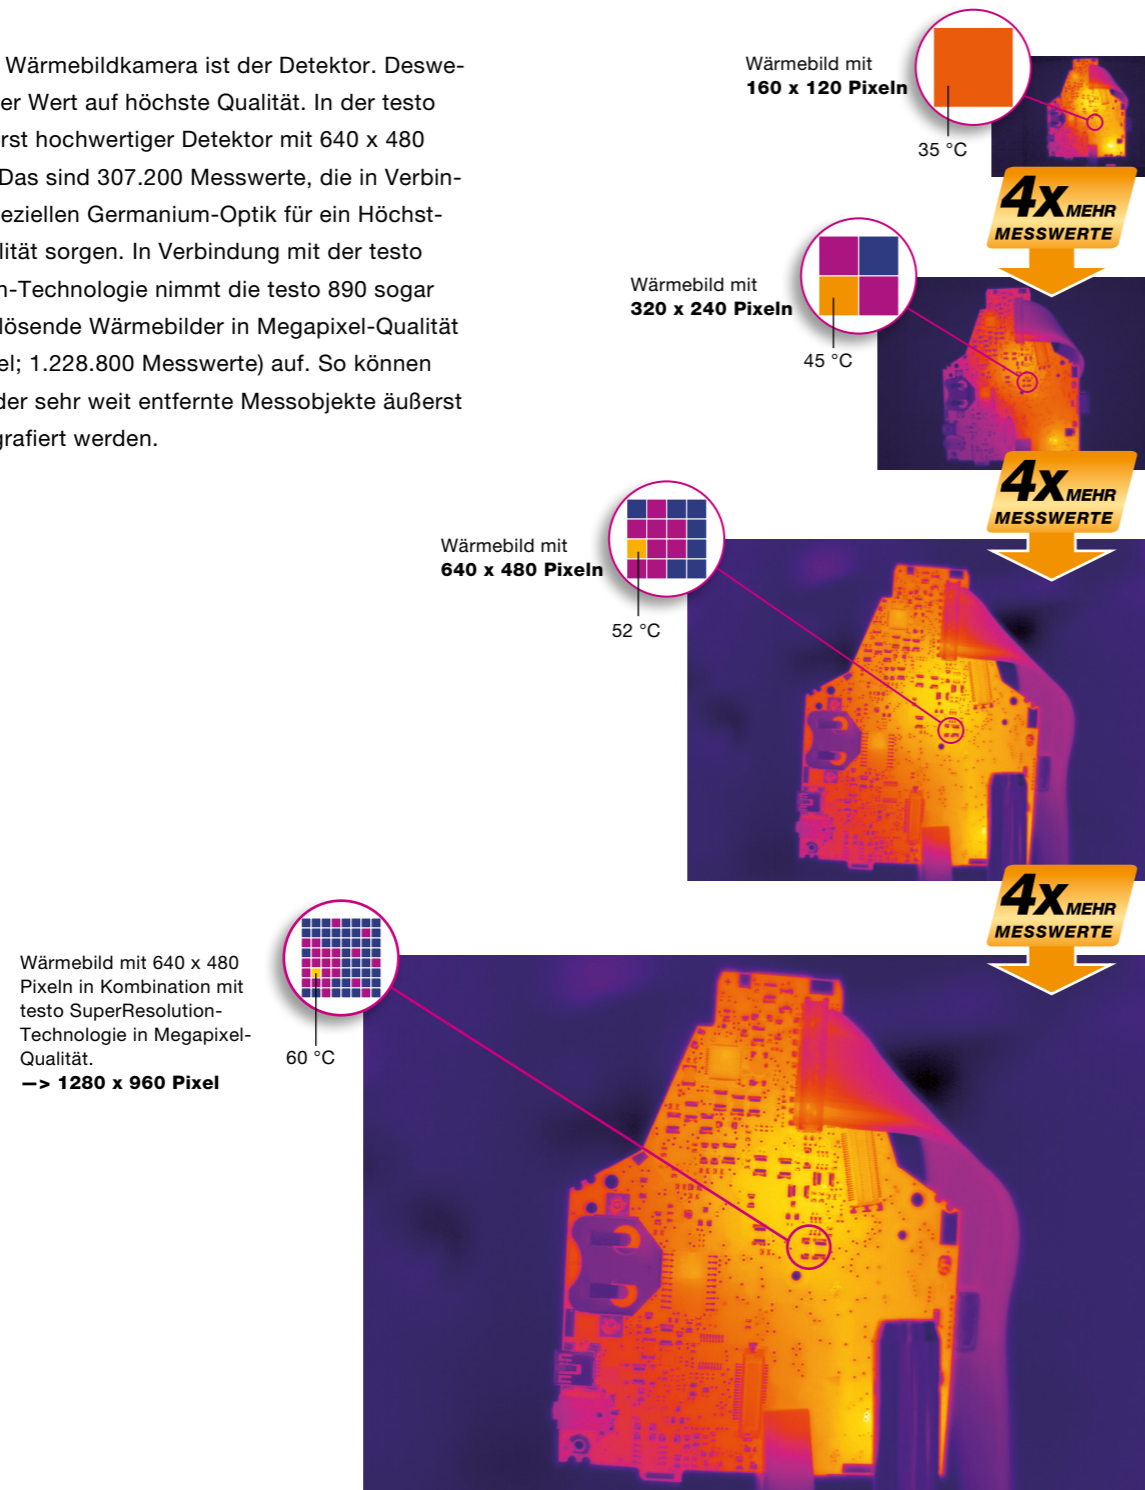 Wärmebildkamera ist der Detektor. Deswe-
er Wert auf höchste Qualität. In der testo
rst hochwertiger Detektor mit 640 x 480
Das sind 307.200 Messwerte, die in Verbin-
eziellen Germanium-Optik für ein Höchst-
lität sorgen. In Verbindung mit der testo
n-Technologie nimmt die testo 890 sogar
lösende Wärmebilder in Megapixel-Qualität
el; 1.228.800 Messwerte) auf. So können
der sehr weit entfernte Messobjekte äußerst
grafiert werden.
Wärmebild mit
160 x 120 Pixeln
35 °C
4x MEHR
MESSWERTE
Wärmebild mit
320 x 240 Pixeln
45 °C
4x MEHR
MESSWERTE
Wärmebild mit
640 x 480 Pixeln
52 °C
4x MEHR
MESSWERTE
Wärmebild mit 640 x 480
Pixeln in Kombination mit
testo SuperResolution-
Technologie in Megapixel-
Qualität.
—> 1280 x 960 Pixel
60 °C